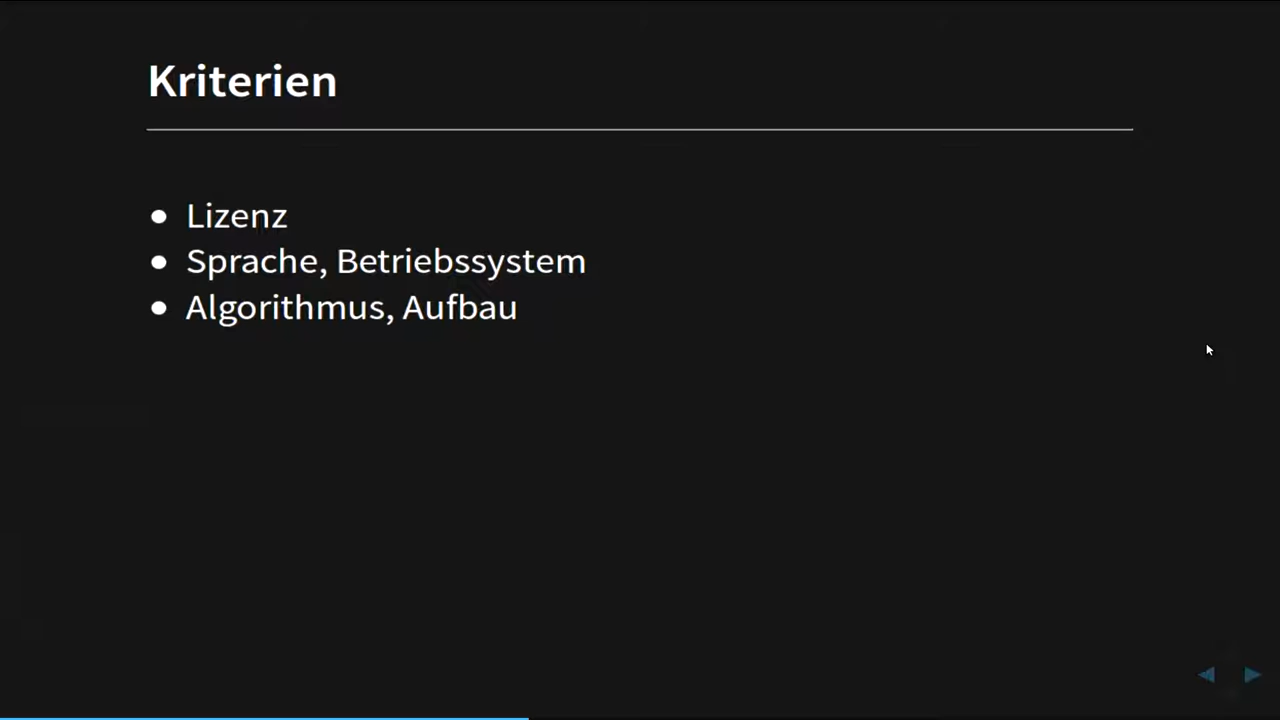 Kriterien
● Lizenz
● Sprache, Betriebssystem
● Algorithmus, Aufbau